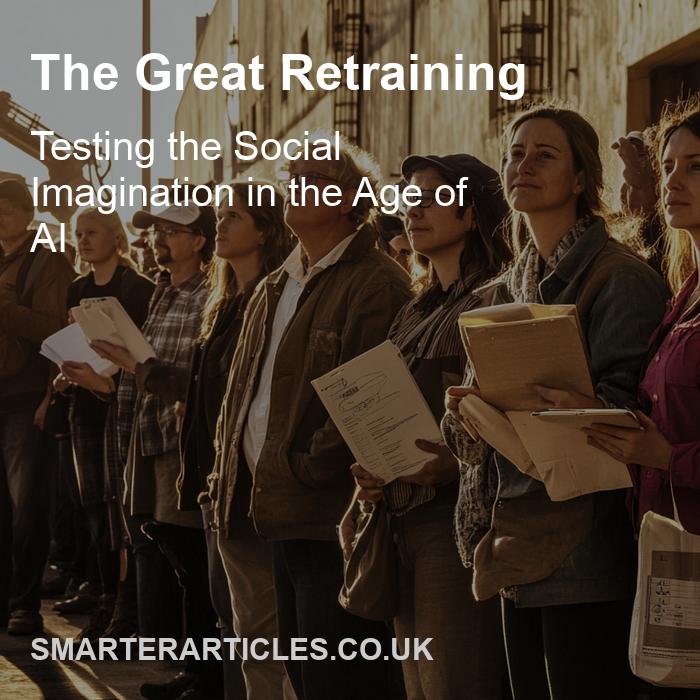 The Great Retraining
Testing the Social
Imagination in the Age of
AI
SMARTERARTICLES.CO.UK